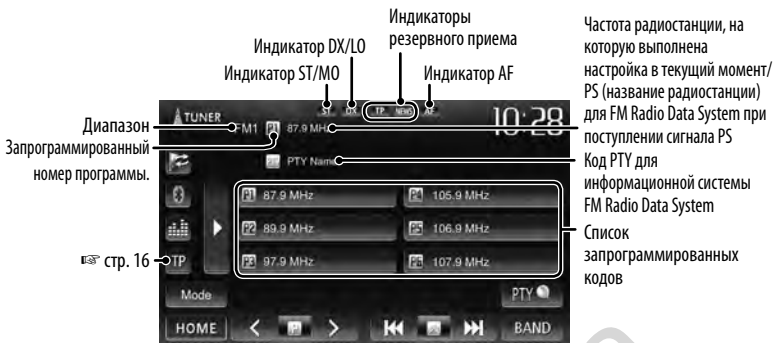 Индикаторы
резервного приема
Индикатор DX/LO
Индикатор ST/MO
Индикатор AF
Частота радиостанции, на
которую выполнена
настройка в текущий момент/
PS (название радиостанции)
для FM Radio Data System при
поступлении сигнала PS
Код PTY для
информационной системы
FM Radio Data System
Список
запрограммированных
кодов
Диапазон
Запрограммированный
номер программы.
☞ стр. 16
TUNER
ST DX TP NEWS AF
10:28
FM1 P1 87.9 MHz
PTY Name
P1 87.9 MHz
P4 105.9 MHz
P2 89.9 MHz
P5 106.9 MHz
P3 97.9 MHz
P6 107.9 MHz
TP
Mode
PTY
HOME
BAND